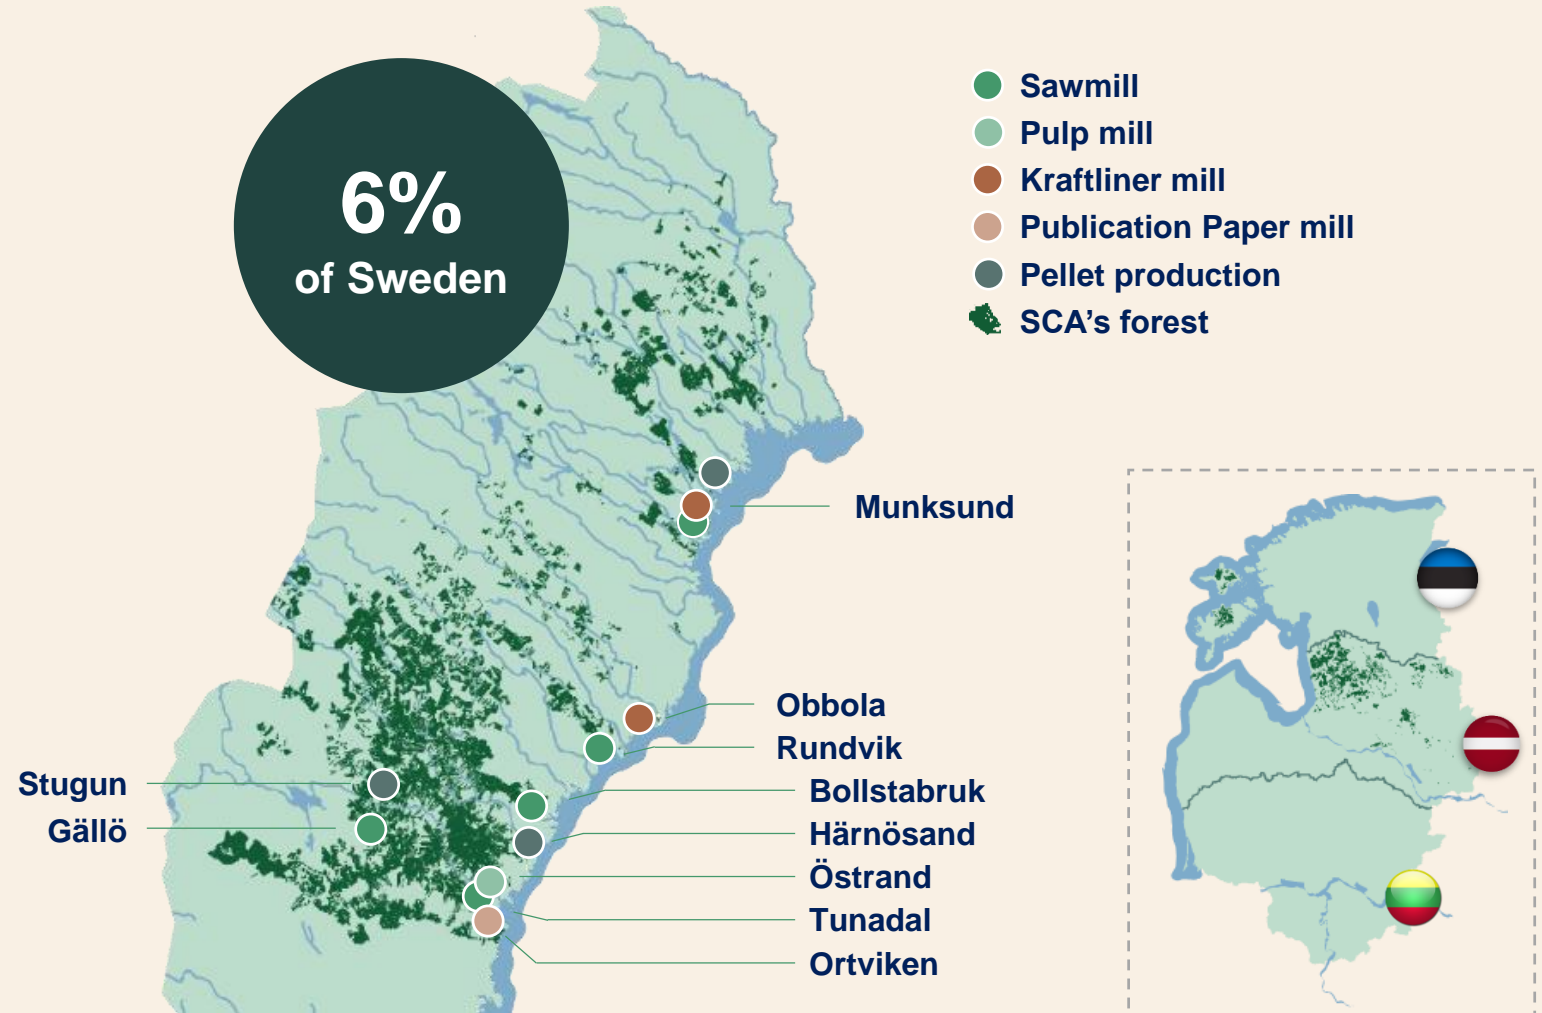 6%
of Sweden
Sawmill
Pulp mill
Kraftliner mill
Publication Paper mill
Pellet production
SCA’s forest
Munksund
Obbola
Rundvik
Stugun
Bollstabruk
Gällö
Härnösand
Östrand
Tunadal
Ortviken